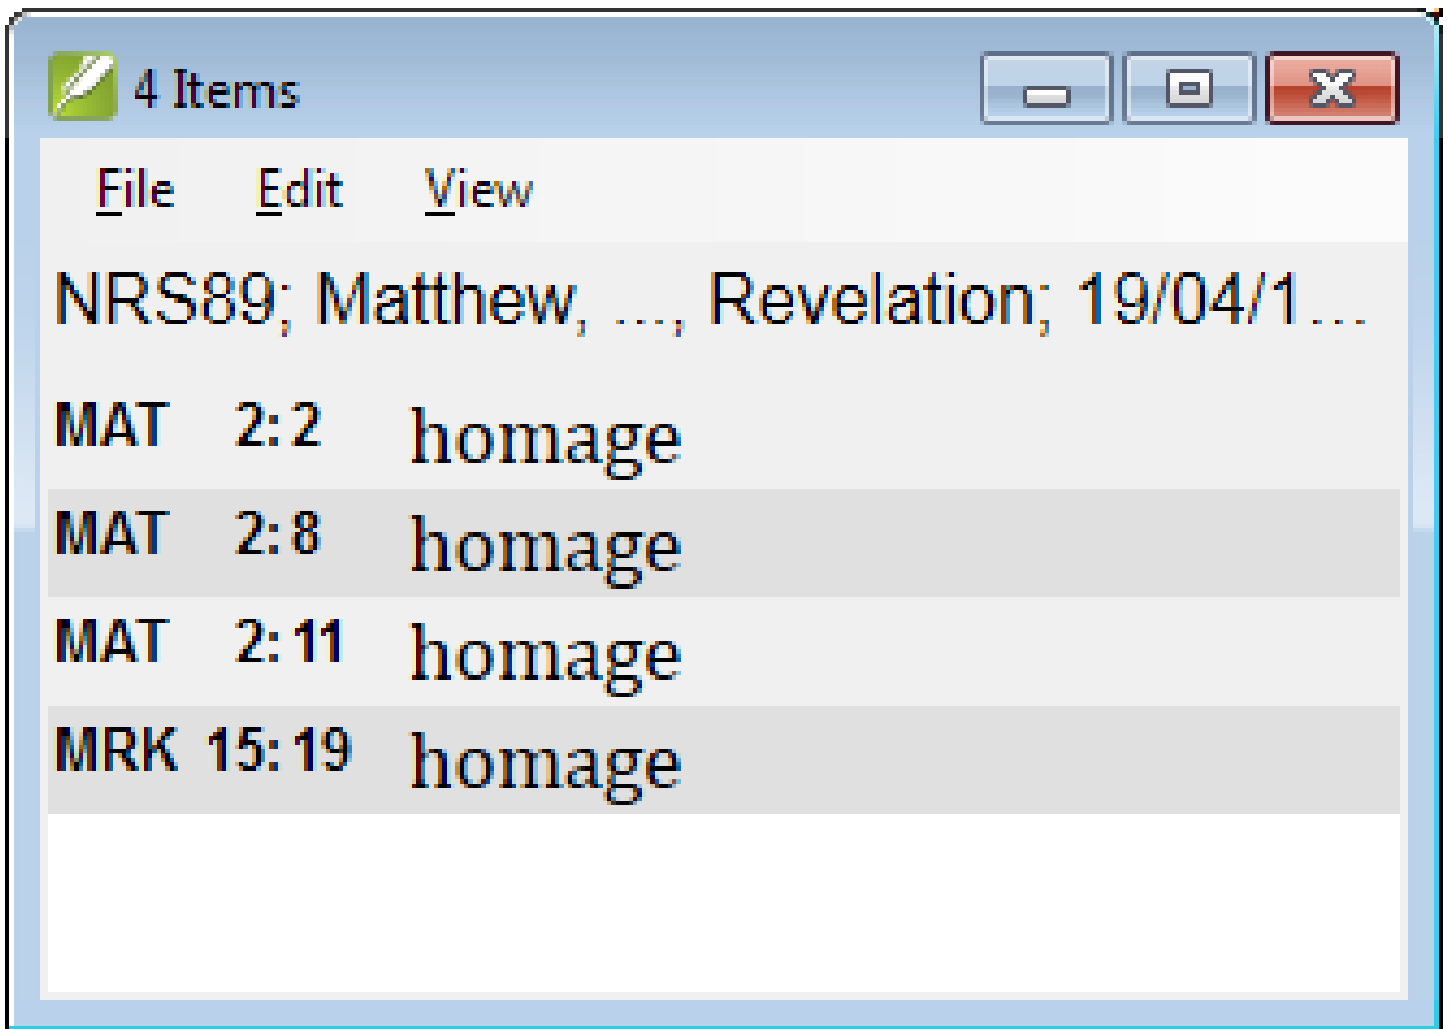 4 Items
File Edit View
NRS89; Matthew, ..., Revelation; 19/04/1...
MAT 2:2 homage
MAT 2:8 homage
MAT 2:11 homage
MRK 15:19 homage